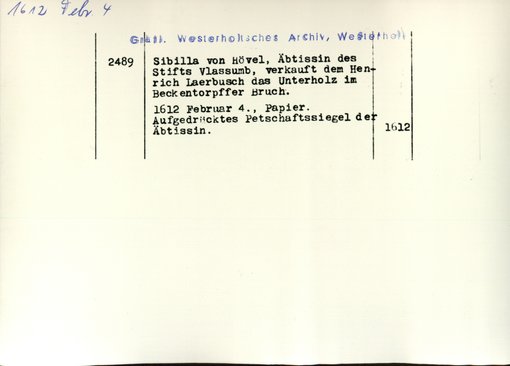 1612 Febr. 4
Gräfl. Westerholtsches Archiv, Westerholt
2489 Sibilla von Hövel, Äbtissin des
Stifts Vlassumb, verkauft dem Hen-
rich Laerbusch das Unterholz im
Beckentorpffer Bruch.
1612 Februar 4., Papier.
Aufgedrücktes Petschaftssiegel der
Äbtissin. 1612